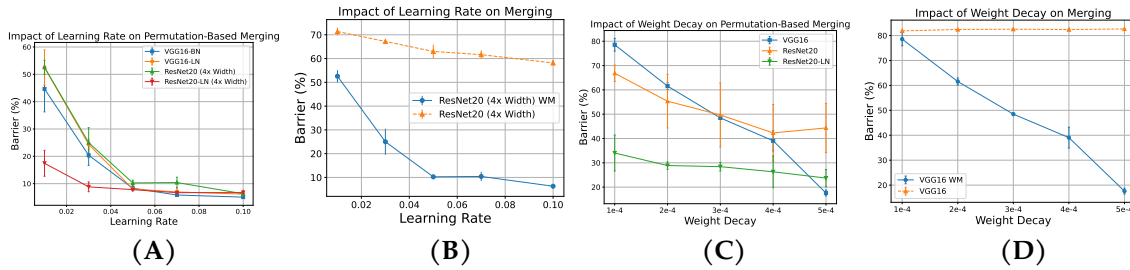 Impact of Learning Rate on Permutation-Based Merging
60
50
40
30
20
10
Barrier (%)
VGG16-BN
VGG16-LN
ResNet20 (4x Width)
ResNet20-LN (4x Width)
0.02 0.04 0.06 0.08 0.10
Learning Rate
(A)
Impact of Learning Rate on Merging
70
60
50
40
30
20
10
Barrier (%)
ResNet20 (4x Width) WM
ResNet20 (4x Width)
0.02 0.04 0.06 0.08 0.10
Learning Rate
(B)
Impact of Weight Decay on Permutation-Based Merging
80
70
60
50
40
30
20
Barrier (%)
VGG16
ResNet20
ResNet20-LN
1e-4 2e-4 3e-4 4e-4 5e-4
Weight Decay
(C)
Impact of Weight Decay on Merging
80
70
60
50
40
30
20
Barrier (%)
VGG16 WM
VGG16
1e-4 2e-4 3e-4 4e-4 5e-4
Weight Decay
(D)